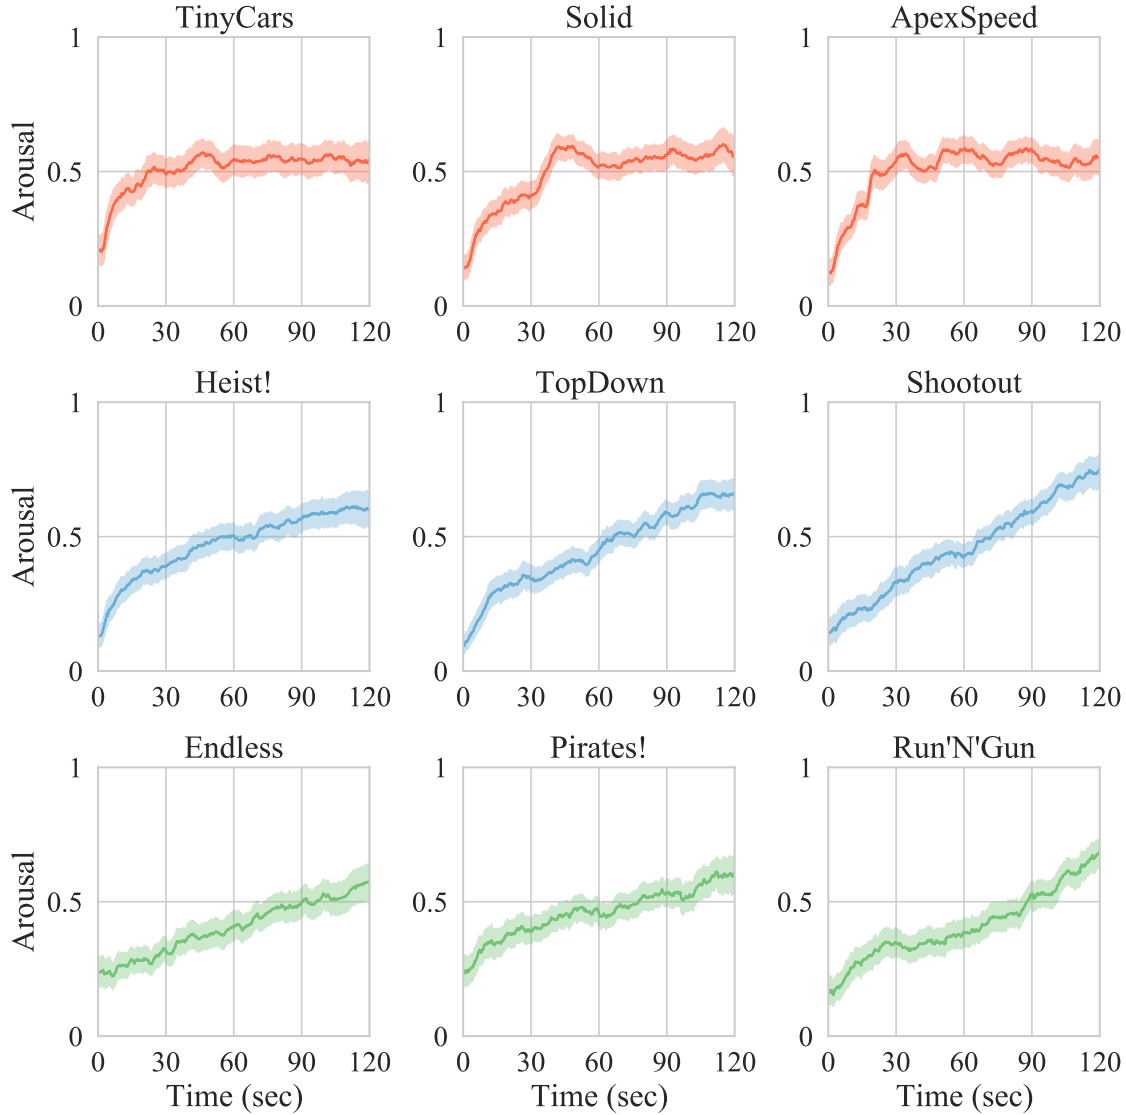 TinyCars Solid ApexSpeed
1 1 1
Arousal
0.5 0.5 0.5
0 0 0
0 30 60 90 120 0 30 60 90 120 0 30 60 90 120
Heist! TopDown Shootout
1 1 1
Arousal
0.5 0.5 0.5
0 0 0
0 30 60 90 120 0 30 60 90 120 0 30 60 90 120
Endless Pirates! Run'N'Gun
1 1 1
Arousal
0.5 0.5 0.5
0 0 0
0 30 60 90 120 0 30 60 90 120 0 30 60 90 120
Time (sec) Time (sec) Time (sec)